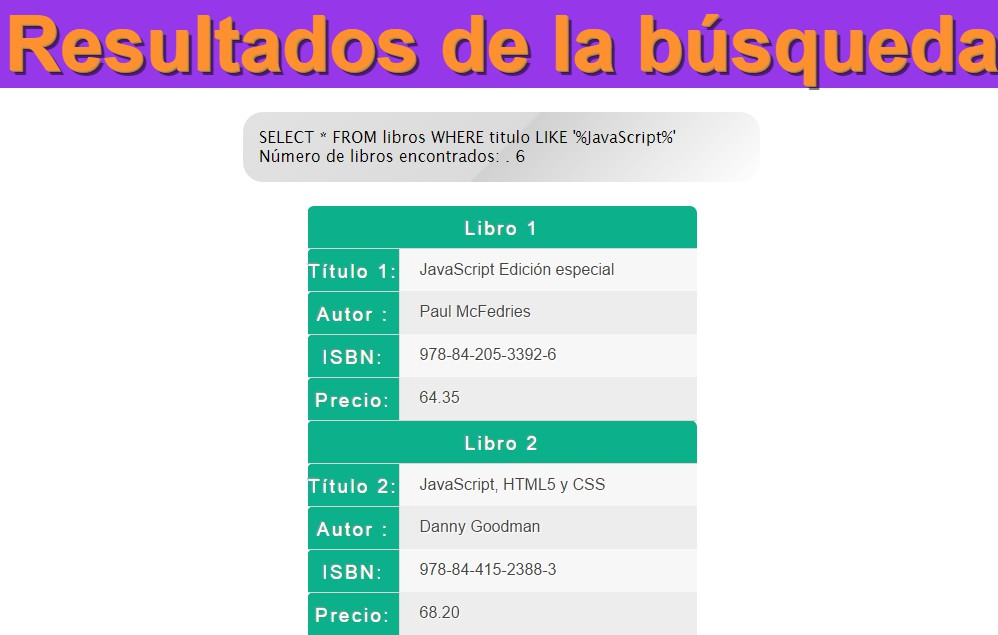 Resultados de la búsqueda
SELECT * FROM libros WHERE titulo LIKE '%JavaScript%'
Número de libros encontrados: . 6
Libro 1
Título 1: JavaScript Edición especial
Autor : Paul McFedries
ISBN: 978-84-205-3392-6
Precio: 64.35
Libro 2
Título 2: JavaScript, HTML5 y CSS
Autor : Danny Goodman
ISBN: 978-84-415-2388-3
Precio: 68.20